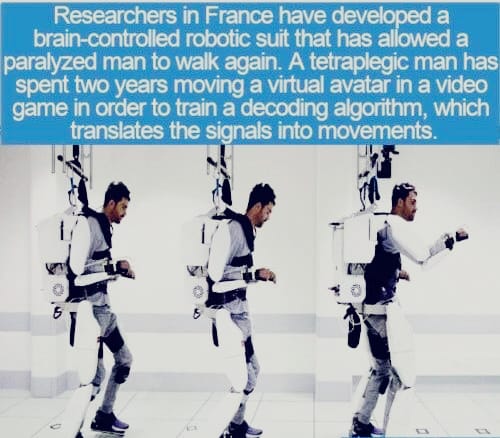 Researchers in France have developed a
brain-controlled robotic suit that has allowed a
paralyzed man to walk again. A tetraplegic man has
spent two years moving a virtual avatar in a video
game in order to train a decoding algorithm, which
translates the signals into movements.